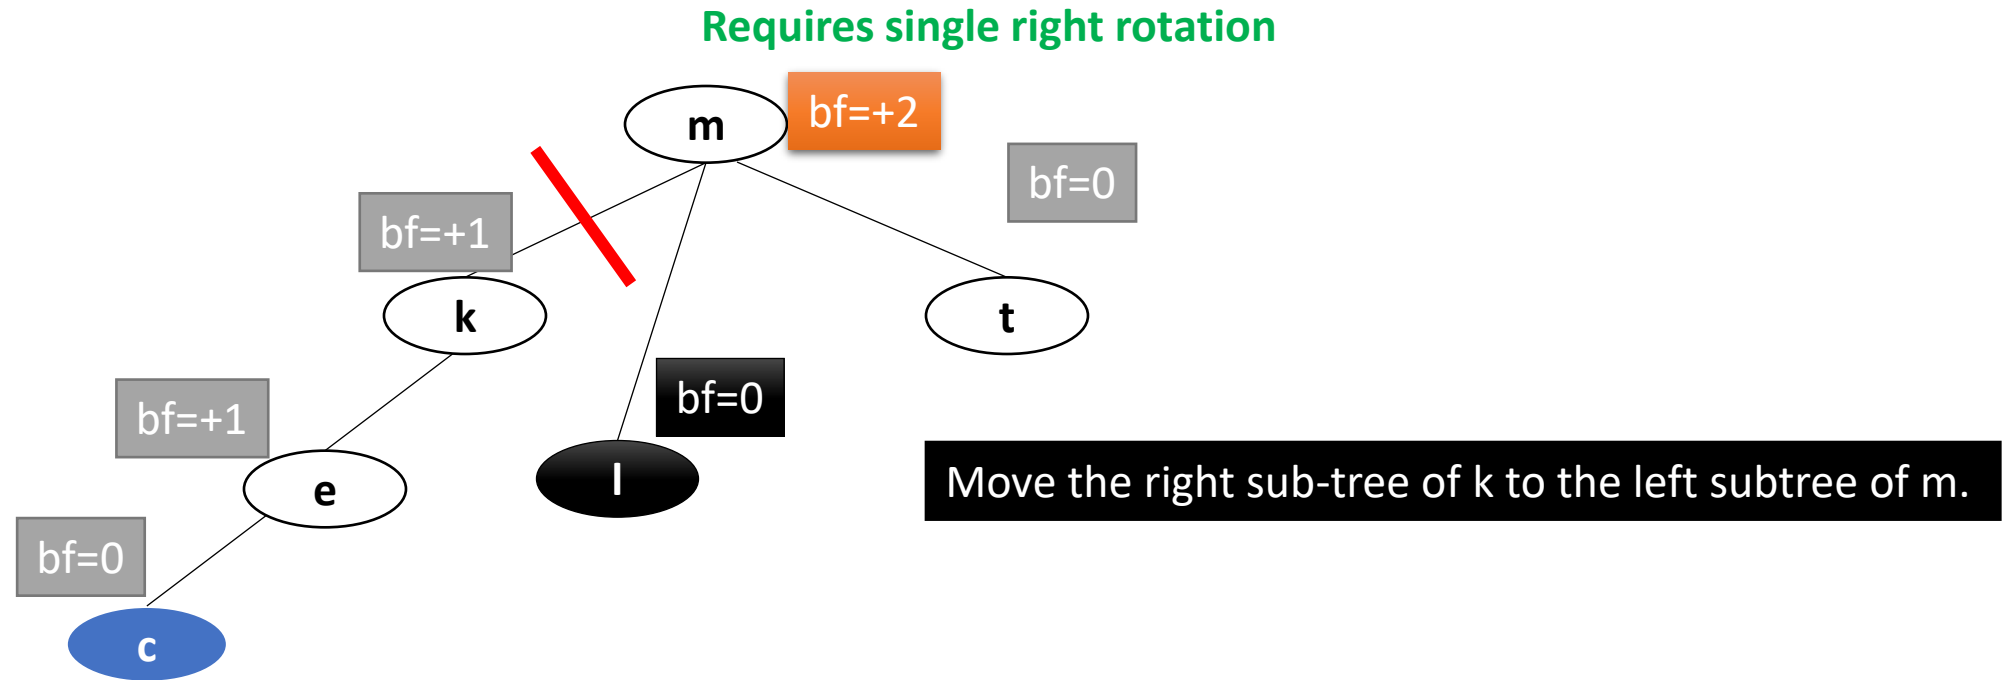 Requires single right rotation
m
bf=+2
bf=0
bf=+1
k
t
bf=+1
bf=0
e
l
Move the right sub-tree of k to the left subtree of m.
bf=0
c